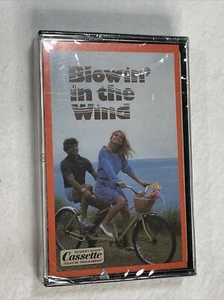 Blowin'
in the
Wind
Cassette